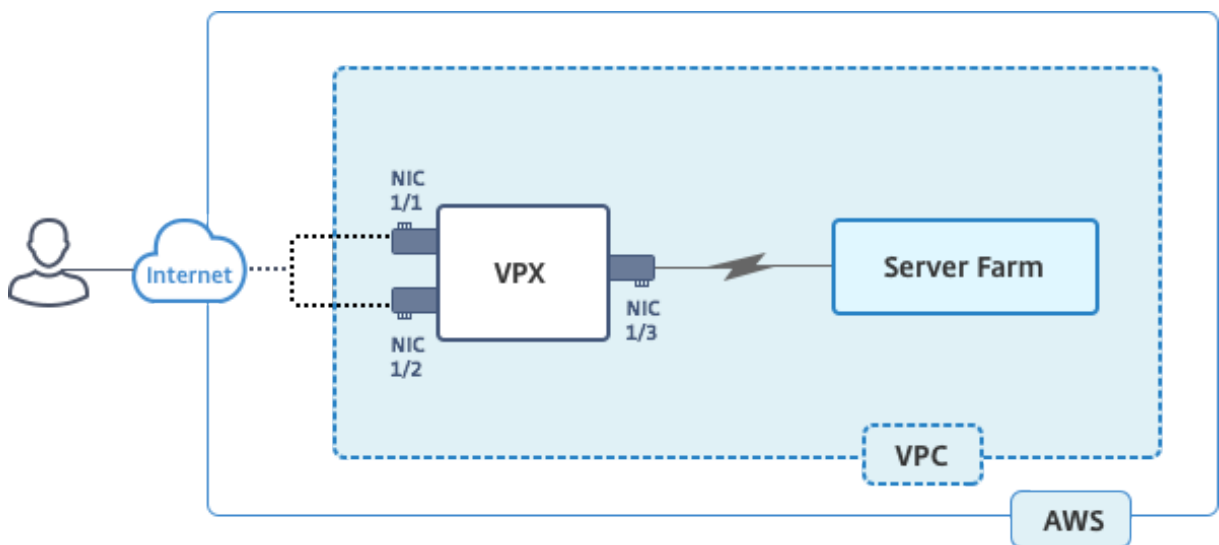 NIC
1/1
Internet
VPX
Server Farm
NIC
1/3
NIC
1/2
VPC
AWS